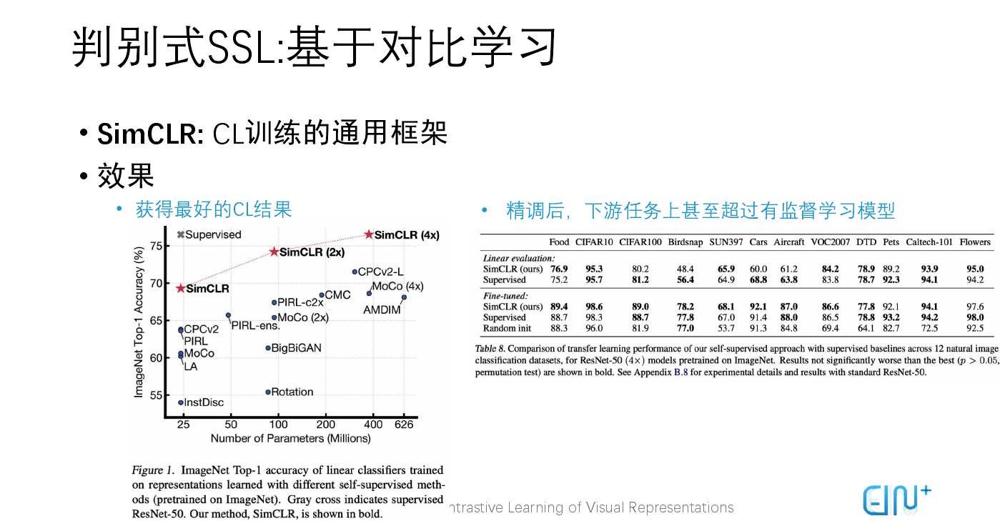 判别式SSL:基于对比学习
• SimCLR: CL训练的通用框架
• 效果
• 获得最好的CL结果
ImageNet Top-1 Accuracy (%)
75
70
65
60
55
Supervised
SimCLR (4x)
SimCLR (2x)
CPCv2-L
SimCLR
MoCo (4x)
CMC
PIRL-c2x
AMDIM
MoCo (2x)
PIRL-ens.
CPCv2
PIRL
BigBiGAN
MoCo
LA
Rotation
InstDisc
25 50 100 200 400 626
Number of Parameters (Millions)
Figure 1. ImageNet Top-1 accuracy of linear classifiers trained
on representations learned with different self-supervised meth-
ods (pretrained on ImageNet). Gray cross indicates supervised
ResNet-50. Our method, SimCLR, is shown in bold.
• 精调后，下游任务上甚至超过有监督学习模型
Food CIFAR10 CIFAR100 Birdsnap SUN397 Cars Aircraft VOC2007 DTD Pets Caltech-101 Flowers
Linear evaluation:
SimCLR (ours) 76.9 95.3 80.2 48.4 65.9 60.0 61.2 84.2 78.9 89.2 93.9 95.0
Supervised 75.2 95.7 81.2 56.4 64.9 68.8 63.8 83.8 78.7 92.3 94.1 94.2
Fine-tuned:
SimCLR (ours) 89.4 98.6 89.0 78.2 68.1 92.1 87.0 86.6 77.8 92.1 94.1 97.6
Supervised 88.7 98.3 88.7 77.8 67.0 91.4 88.0 86.5 78.8 93.2 94.2 98.0
Random init 88.3 96.0 81.9 77.0 53.7 91.3 84.8 69.4 64.1 82.7 72.5 92.5
Table 8. Comparison of transfer learning performance of our self-supervised approach with supervised baselines across 12 natural image
classification datasets, for ResNet-50 (4×) models pretrained on ImageNet. Results not significantly worse than the best (p > 0.05,
permutation test) are shown in bold. See Appendix B.8 for experimental details and results with standard ResNet-50.
ntrastive Learning of Visual Representations
EIN+